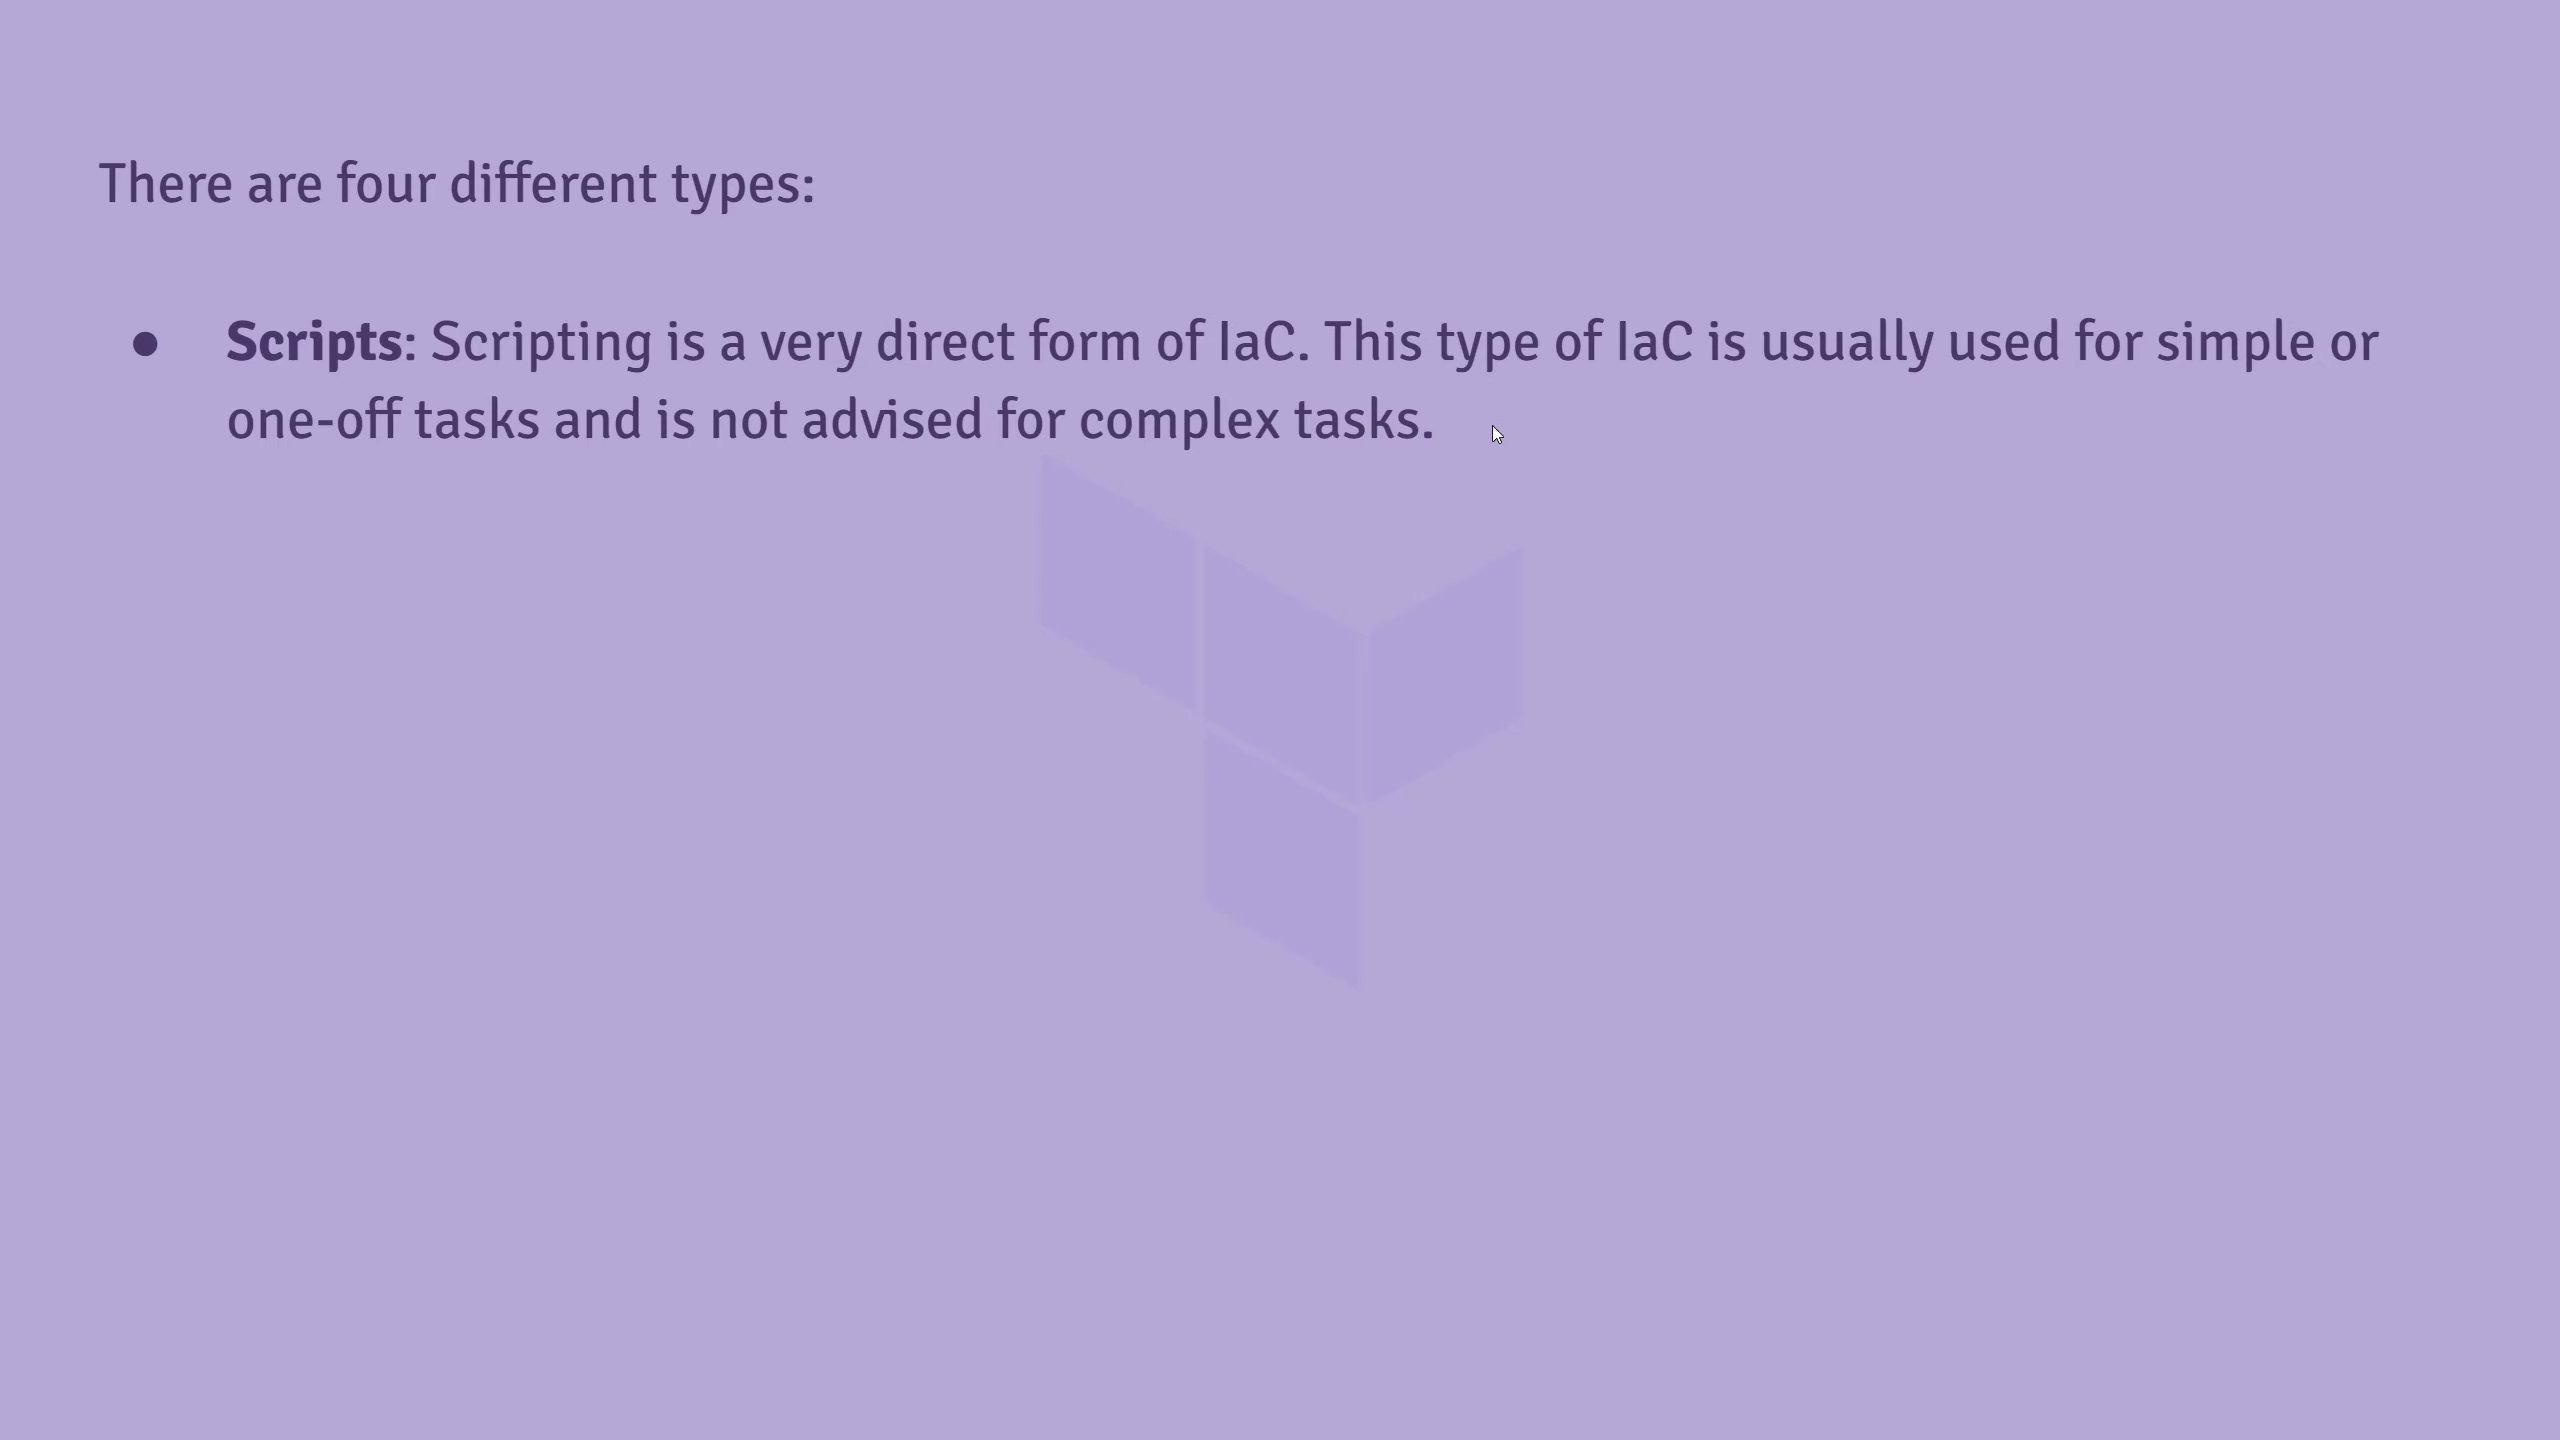 There are four different types:
● Scripts: Scripting is a very direct form of IaC. This type of IaC is usually used for simple or
one-off tasks and is not advised for complex tasks.